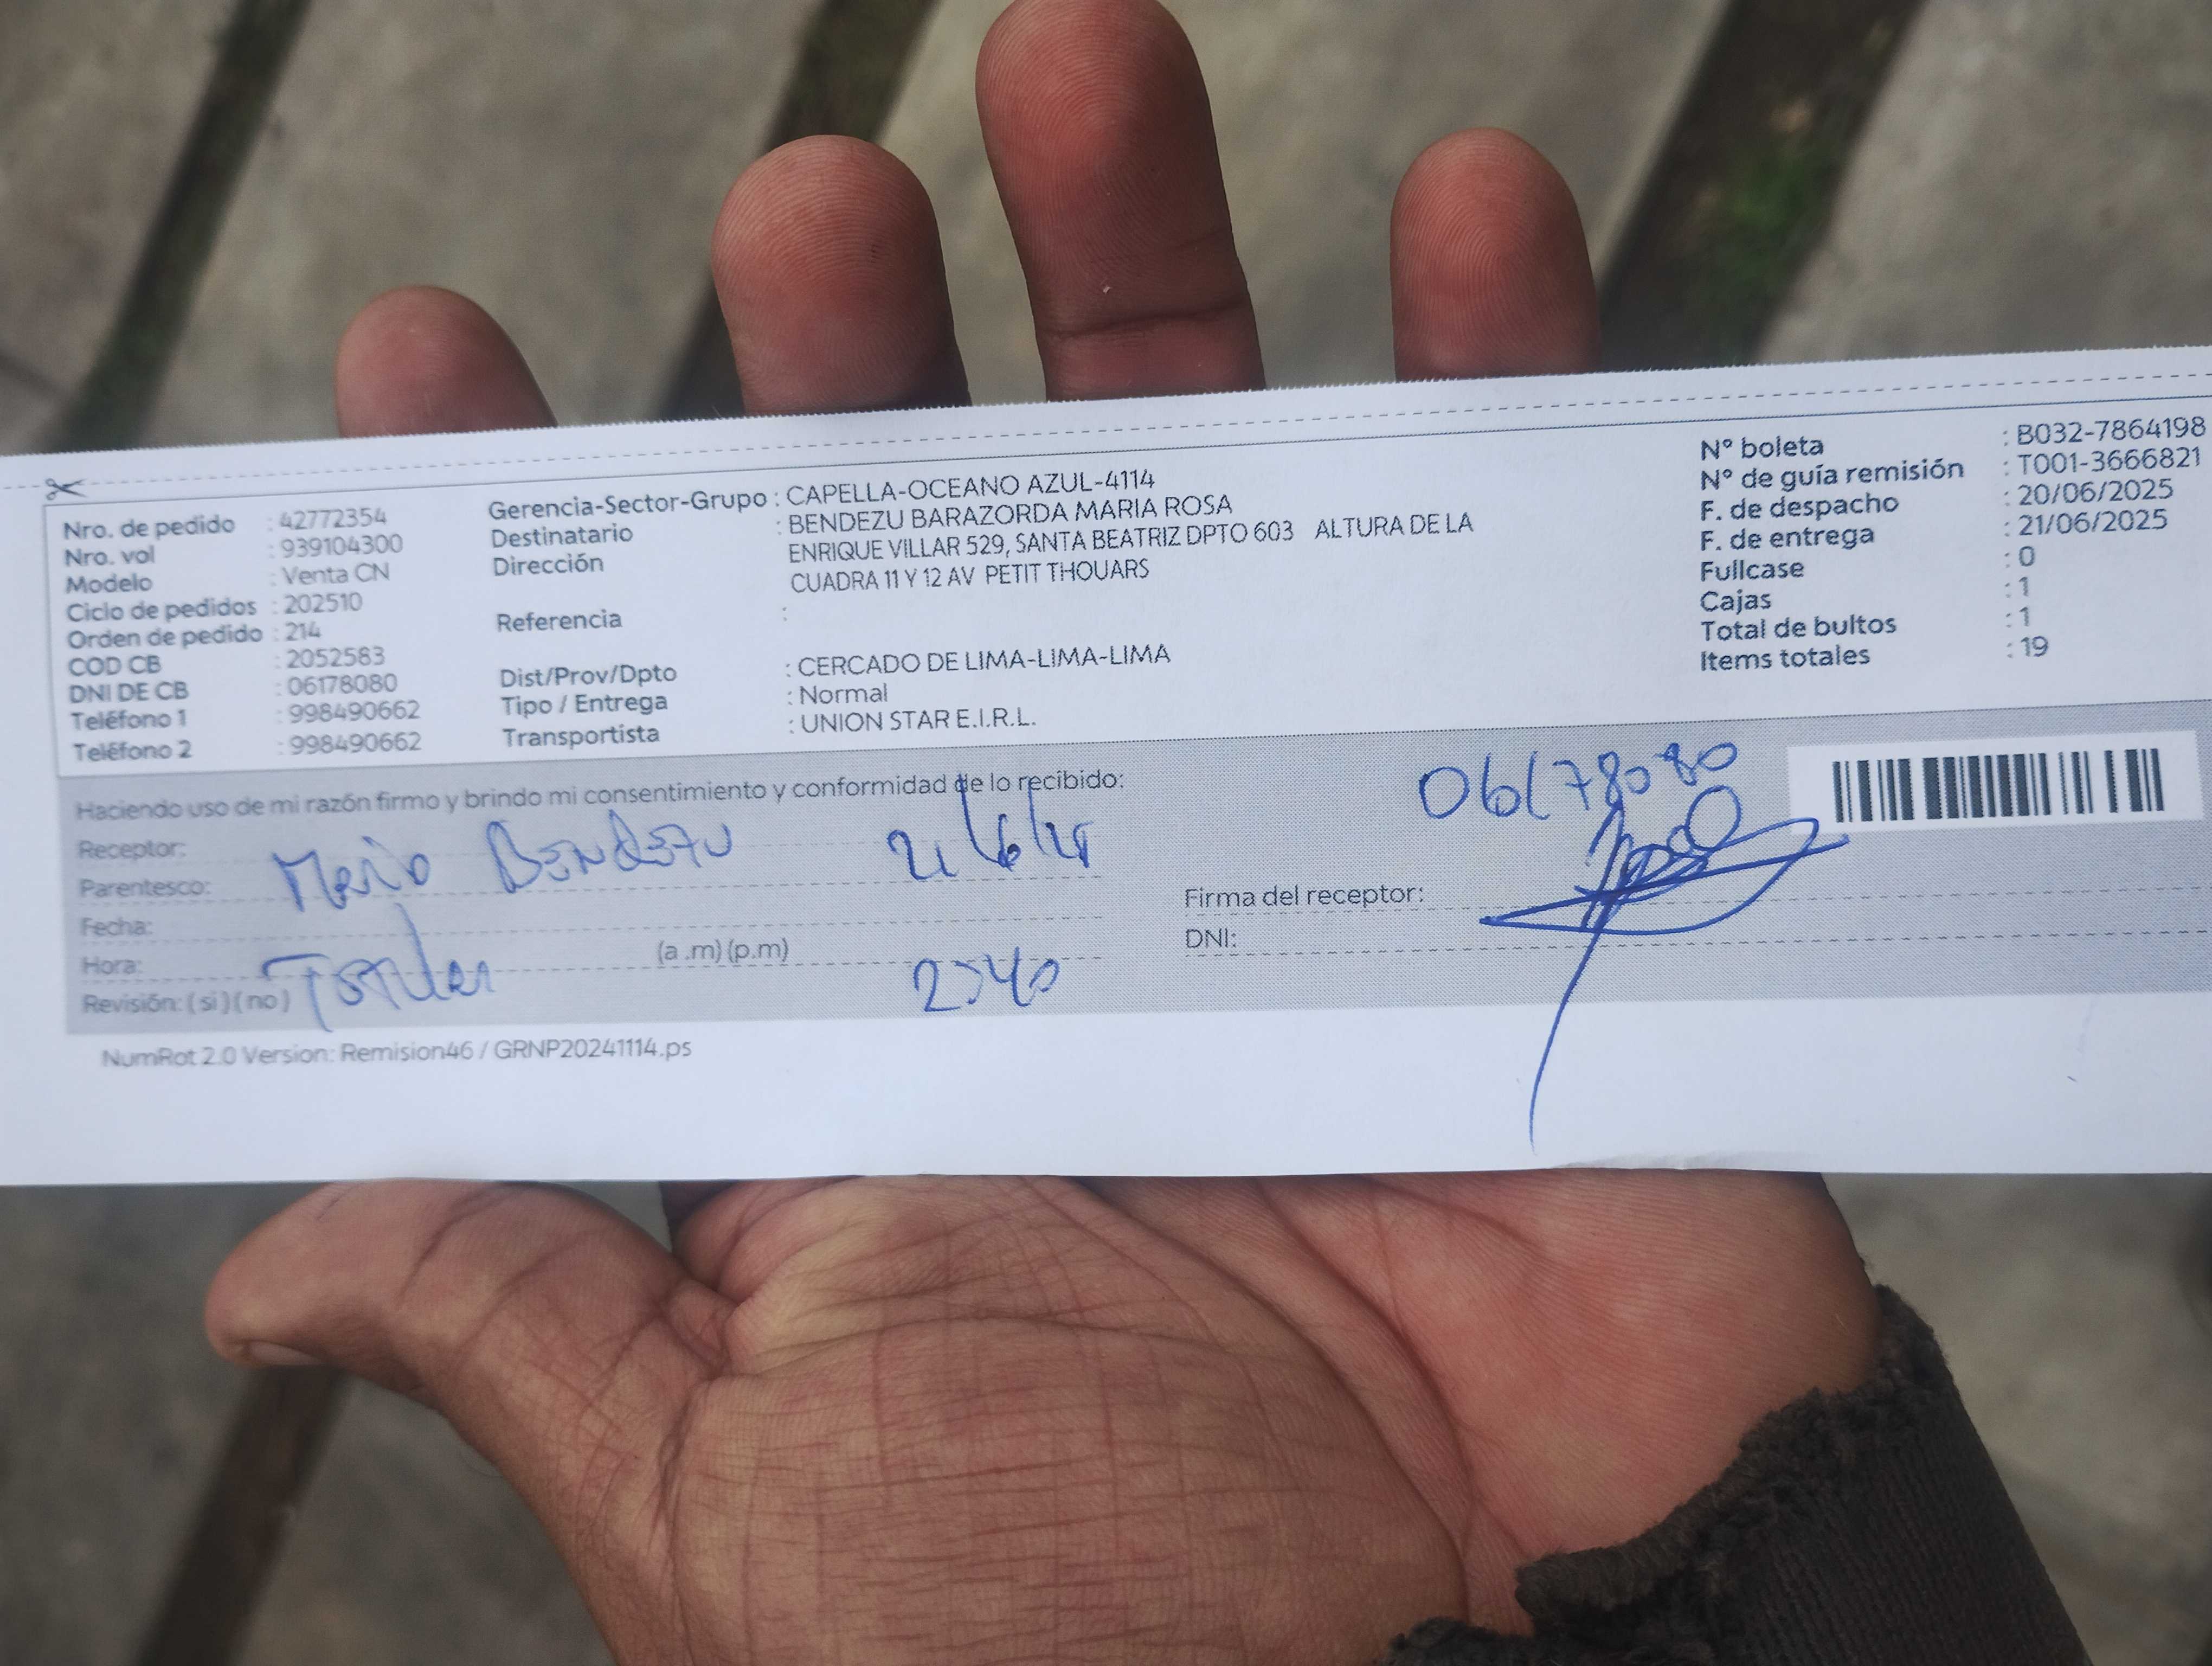 Nro. de pedido : 42772354
Nro. vol : 939104300
Modelo : Venta CN
Ciclo de pedidos : 202510
Orden de pedido : 214
COD CB : 2052583
DNI DE CB : 06178080
Teléfono 1 : 998490662
Teléfono 2 : 998490662
Gerencia-Sector-Grupo : CAPELLA-OCEANO AZUL-4114
Destinatario : BENDEZU BARAZORDA MARIA ROSA
Dirección ENRIQUE VILLAR 529, SANTA BEATRIZ DPTO 603 ALTURA DE LA
CUADRA 11 Y 12 AV PETIT THOUARS
Referencia :
Dist/Prov/Dpto : CERCADO DE LIMA-LIMA-LIMA
Tipo / Entrega : Normal
Transportista : UNION STAR E.I.R.L.
N° boleta : B032-7864198
N° de guía remisión : T001-3666821
F. de despacho : 20/06/2025
F. de entrega : 21/06/2025
Fullcase : 0
Cajas : 1
Total de bultos : 1
Items totales : 19
Haciendo uso de mi razón firmo y brindo mi consentimiento y conformidad de lo recibido:
06178080
Receptor:
BENDEZU
Parentesco:
Fecha:
Hora: (a.m) (p.m)
Revisión: (si) (no)
Firma del receptor:
DNI:
NumRot 2.0 Version: Remision46 / GRNP20241114.ps